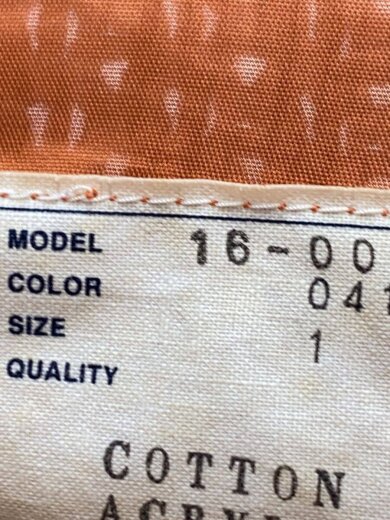 MODEL 16-00
COLOR 041
SIZE 1
QUALITY
COTTON